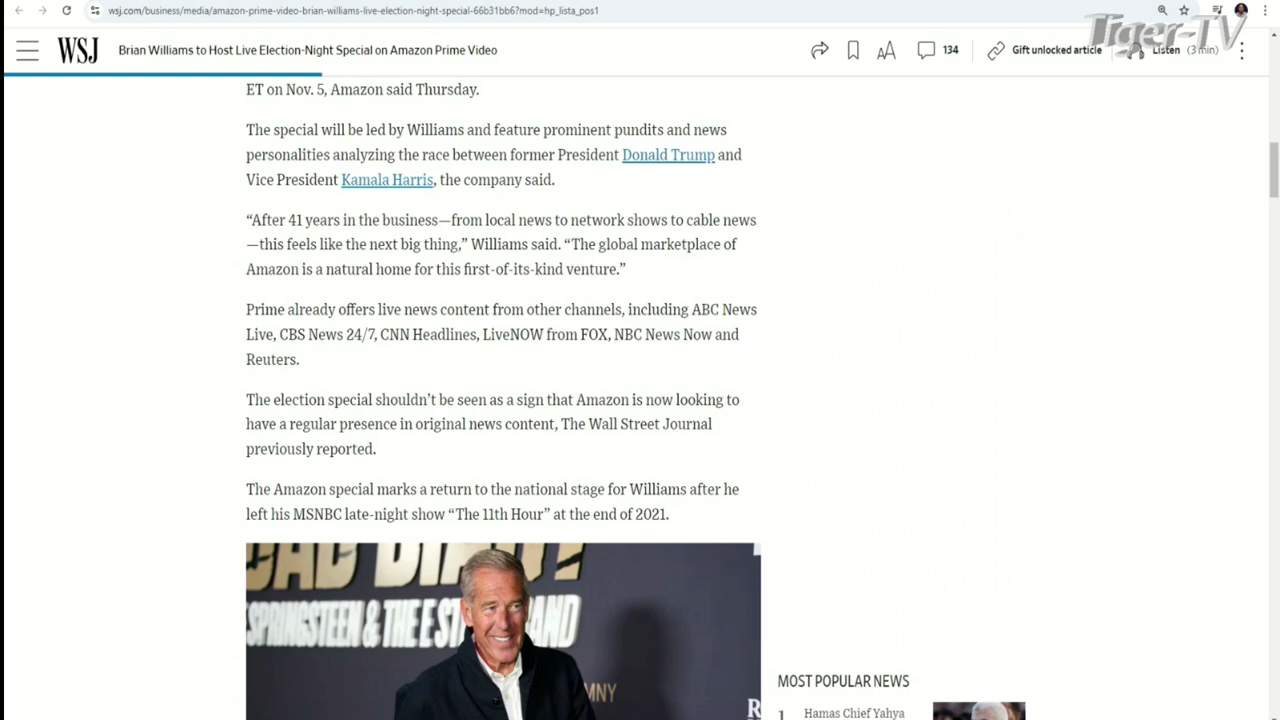 wsj.com/business/media/amazon-prime-video-brian-williams-live-election-night-special-66b31bb6?mod=hp_lista_pos1
Tiger-TV
WSJ
Brian Williams to Host Live Election-Night Special on Amazon Prime Video
AA
134
Gift unlocked article
Listen (3 min)
ET on Nov. 5, Amazon said Thursday.
The special will be led by Williams and feature prominent pundits and news
personalities analyzing the race between former President Donald Trump and
Vice President Kamala Harris, the company said.
“After 41 years in the business—from local news to network shows to cable news
—this feels like the next big thing,” Williams said. “The global marketplace of
Amazon is a natural home for this first-of-its-kind venture.”
Prime already offers live news content from other channels, including ABC News
Live, CBS News 24/7, CNN Headlines, LiveNOW from FOX, NBC News Now and
Reuters.
The election special shouldn’t be seen as a sign that Amazon is now looking to
have a regular presence in original news content, The Wall Street Journal
previously reported.
The Amazon special marks a return to the national stage for Williams after he
left his MSNBC late-night show “The 11th Hour” at the end of 2021.
SPRINGSTEEN & THE E ST
MNY
MOST POPULAR NEWS
1 Hamas Chief Yahya